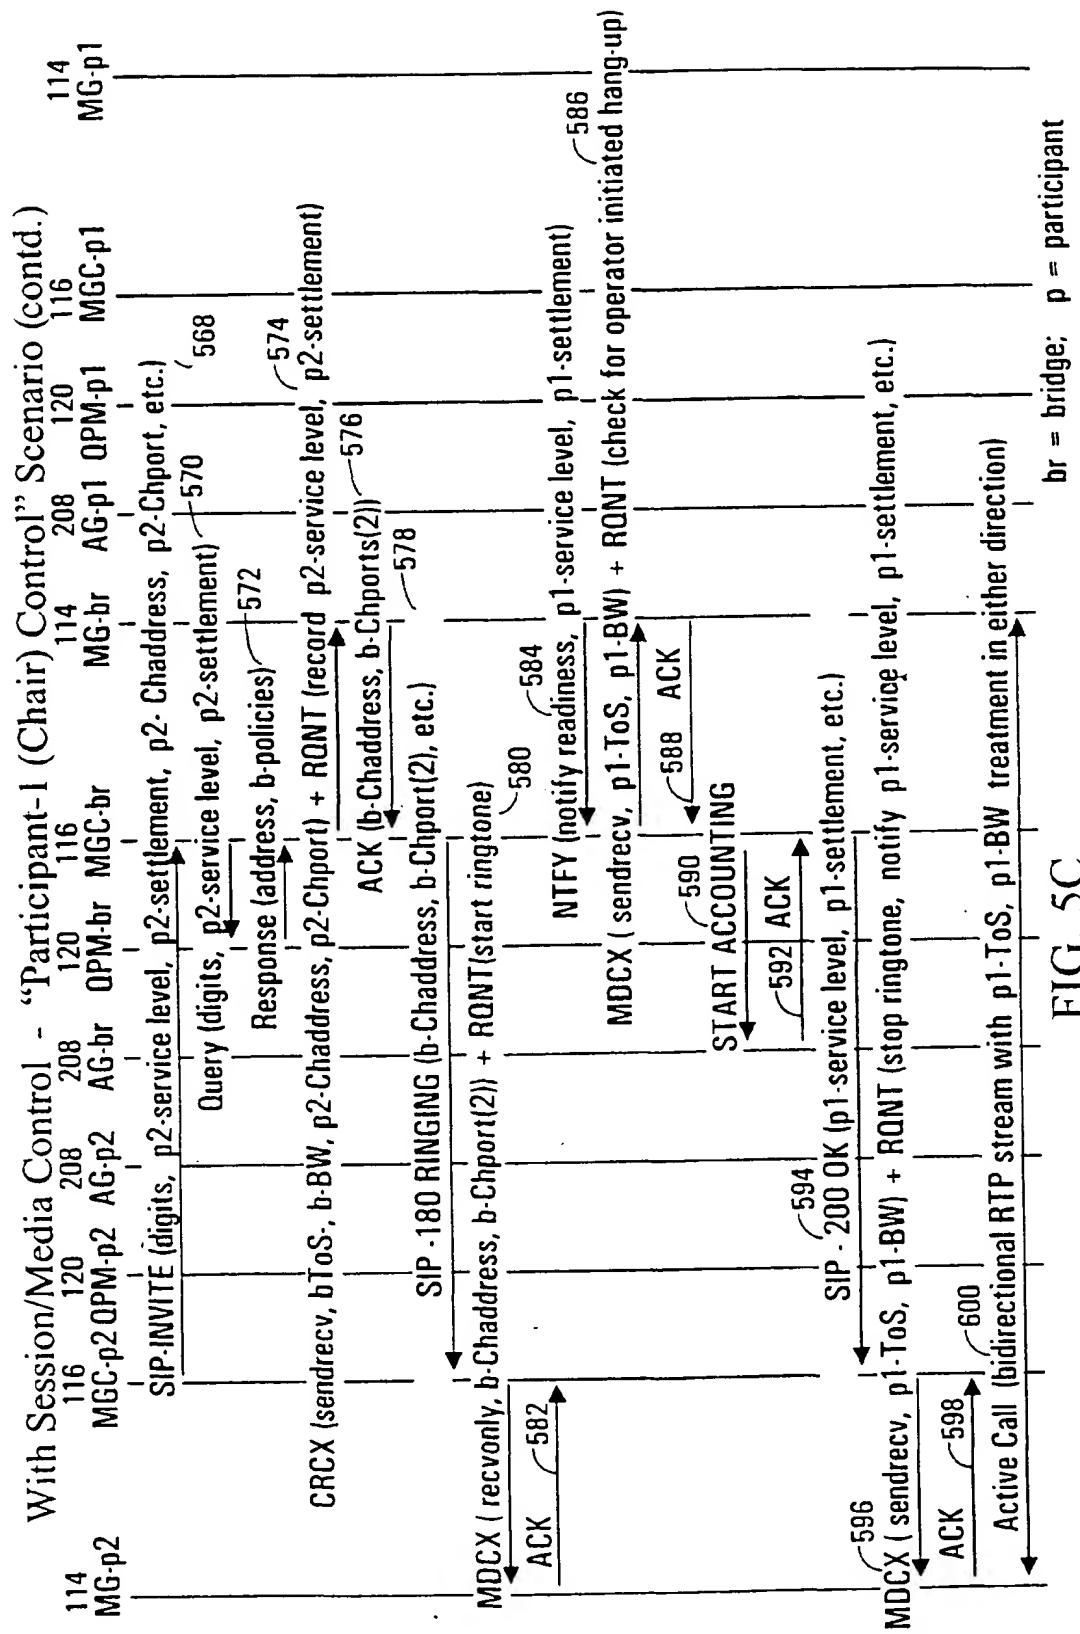 With Session/Media Control - "Participant-1 (Chair) Control" Scenario (contd.)
114 116 120 208 208 120 116 114 208 120 116 114
MG-p2 MGC-p2 QPM-p2 AG-p2 AG-br QPM-br MGC-br MG-br AG-p1 QPM-p1 MGC-p1 MG-p1
SIP-INVITE (digits, p2-service level, p2-settlement, p2- Chaddress, p2-Chport, etc.)
568
Query (digits, p2-service level, p2-settlement)
570
Response (address, b-policies)
572
574
CRCX (sendrecv, bToS-, b-BW, p2-Chaddress, p2-Chport) + RQNT (record p2-service level, p2-settlement)
ACK (b-Chaddress, b-Chports(2))
576
578
SIP -180 RINGING (b-Chaddress, b-Chport(2), etc.)
MDCX ( recvonly, b-Chaddress, b-Chport(2)) + RQNT(start ringtone)
580
ACK
582
584
NTFY (notify readiness, p1-service level, p1-settlement)
586
MDCX ( sendrecv, p1-ToS, p1-BW) + RQNT (check for operator initiated hang-up)
588 ACK
590
START ACCOUNTING
592 ACK
594
SIP - 200 OK (p1-service level, p1-settlement, etc.)
596
MDCX ( sendrecv, p1-ToS, p1-BW) + RQNT (stop ringtone, notify p1-service level, p1-settlement, etc.)
ACK
598
600
Active Call (bidirectional RTP stream with p1-ToS, p1-BW treatment in either direction)
br = bridge; p = participant
FIG. 5C